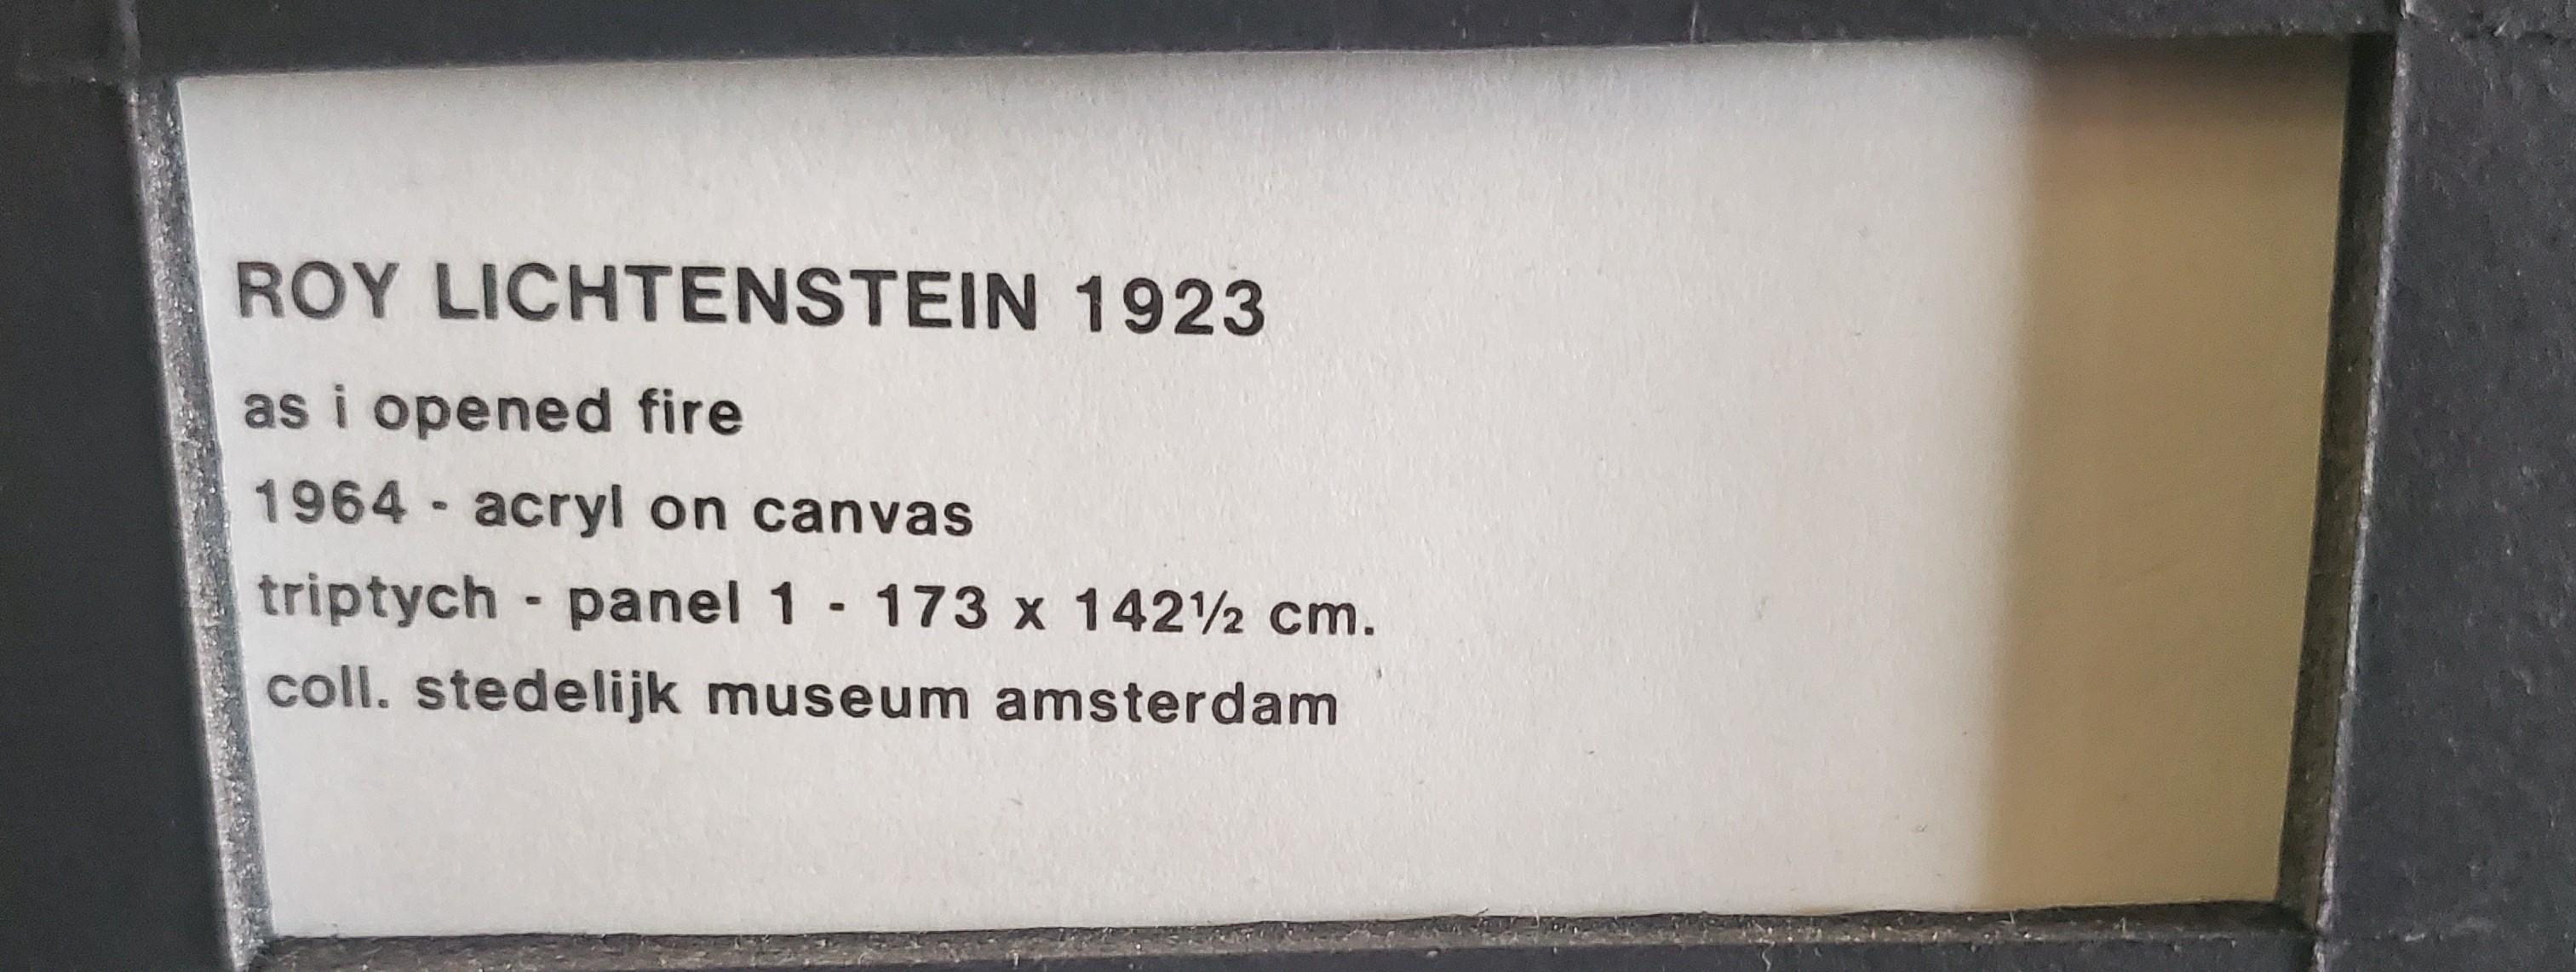 ROY LICHTENSTEIN 1923
as i opened fire
1964 - acryl on canvas
triptych - panel 1 - 173 x 142½ cm.
coll. stedelijk museum amsterdam